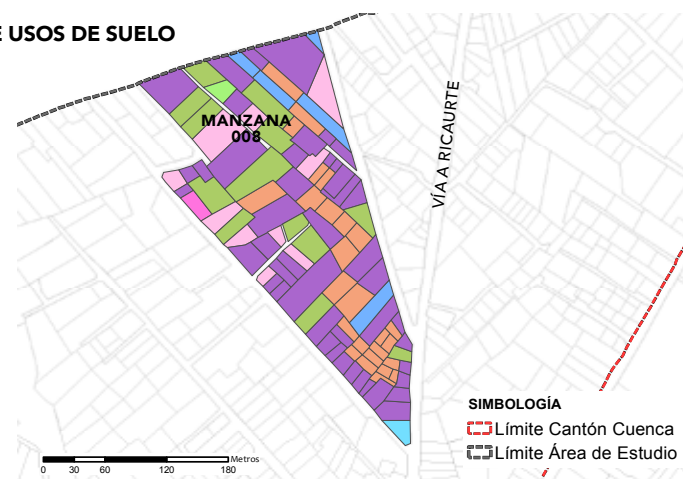 E USOS DE SUELO
MANZANA
008
VÍA A RICAURTE
SIMBOLOGÍA
Límite Cantón Cuenca
Límite Área de Estudio
Metros
0 30 60 120 180